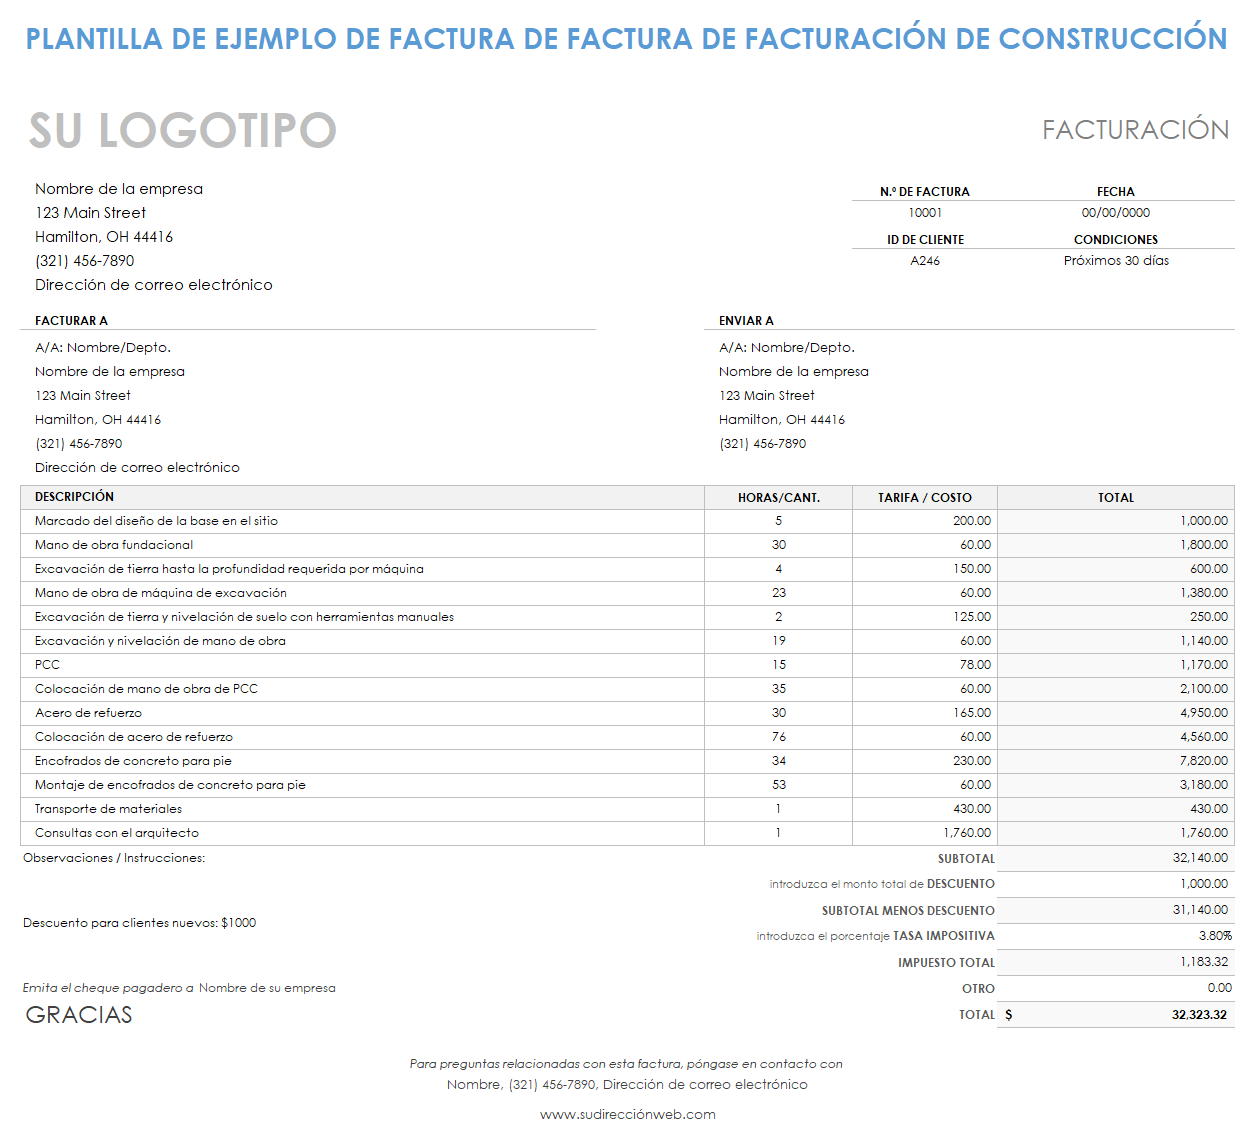 PLANTILLA DE EJEMPLO DE FACTURA DE FACTURA DE FACTURACIÓN DE CONSTRUCCIÓN
SU LOGOTIPO
FACTURACIÓN
Nombre de la empresa
123 Main Street
Hamilton, OH 44416
(321) 456-7890
Dirección de correo electrónico
N.º DE FACTURA FECHA
10001 00/00/0000
ID DE CLIENTE CONDICIONES
A246 Próximos 30 días
FACTURAR A
A/A: Nombre/Depto.
Nombre de la empresa
123 Main Street
Hamilton, OH 44416
(321) 456-7890
Dirección de correo electrónico
ENVIAR A
A/A: Nombre/Depto.
Nombre de la empresa
123 Main Street
Hamilton, OH 44416
(321) 456-7890
DESCRIPCIÓN HORAS/CANT. TARIFA / COSTO TOTAL
Marcado del diseño de la base en el sitio 5 200.00 1,000.00
Mano de obra fundacional 30 60.00 1,800.00
Excavación de tierra hasta la profundidad requerida por máquina 4 150.00 600.00
Mano de obra de máquina de excavación 23 60.00 1,380.00
Excavación de tierra y nivelación de suelo con herramientas manuales 2 125.00 250.00
Excavación y nivelación de mano de obra 19 60.00 1,140.00
PCC 15 78.00 1,170.00
Colocación de mano de obra de PCC 35 60.00 2,100.00
Acero de refuerzo 30 165.00 4,950.00
Colocación de acero de refuerzo 76 60.00 4,560.00
Encofrados de concreto para pie 34 230.00 7,820.00
Montaje de encofrados de concreto para pie 53 60.00 3,180.00
Transporte de materiales 1 430.00 430.00
Consultas con el arquitecto 1 1,760.00 1,760.00
Observaciones / Instrucciones: SUBTOTAL 32,140.00
introduzca el monto total de DESCUENTO 1,000.00
SUBTOTAL MENOS DESCUENTO 31,140.00
Descuento para clientes nuevos: $1000
introduzca el porcentaje TASA IMPOSITIVA 3.80%
IMPUESTO TOTAL 1,183.32
Emita el cheque pagadero a Nombre de su empresa OTRO 0.00
GRACIAS TOTAL $ 32,323.32
Para preguntas relacionadas con esta factura, póngase en contacto con
Nombre, (321) 456-7890, Dirección de correo electrónico
www.sudirecciónweb.com